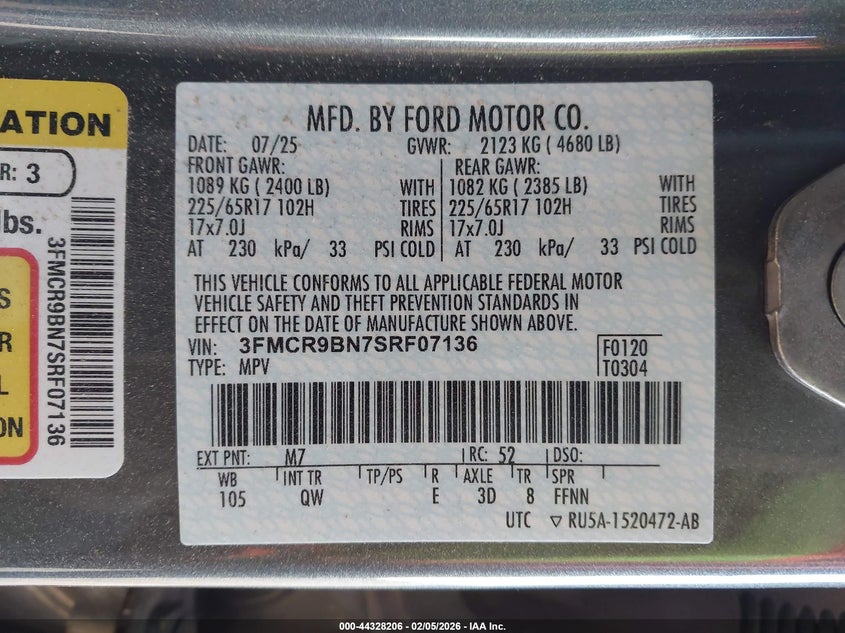 ATION
R: 3
lbs.
3FMCR9BN7SRF07136
S
R
L
ON
MFD. BY FORD MOTOR CO.
DATE: 07/25 GVWR: 2123 KG ( 4680 LB)
FRONT GAWR: REAR GAWR:
1089 KG ( 2400 LB) WITH 1082 KG ( 2385 LB) WITH
225/65R17 102H TIRES 225/65R17 102H TIRES
17x7.0J RIMS 17x7.0J RIMS
AT 230 kPa/ 33 PSI COLD AT 230 kPa/ 33 PSI COLD
THIS VEHICLE CONFORMS TO ALL APPLICABLE FEDERAL MOTOR
VEHICLE SAFETY AND THEFT PREVENTION STANDARDS IN
EFFECT ON THE DATE OF MANUFACTURE SHOWN ABOVE.
VIN: 3FMCR9BN7SRF07136 F0120
TYPE: MPV T0304
EXT PNT: M7 RC: 52 DSO:
WB INT TR TP/PS R AXLE TR SPR
105 QW E 3D 8 FFNN
UTC ▽ RU5A-1520472-AB
000-44328206 - 02/05/2026 - IAA Inc.